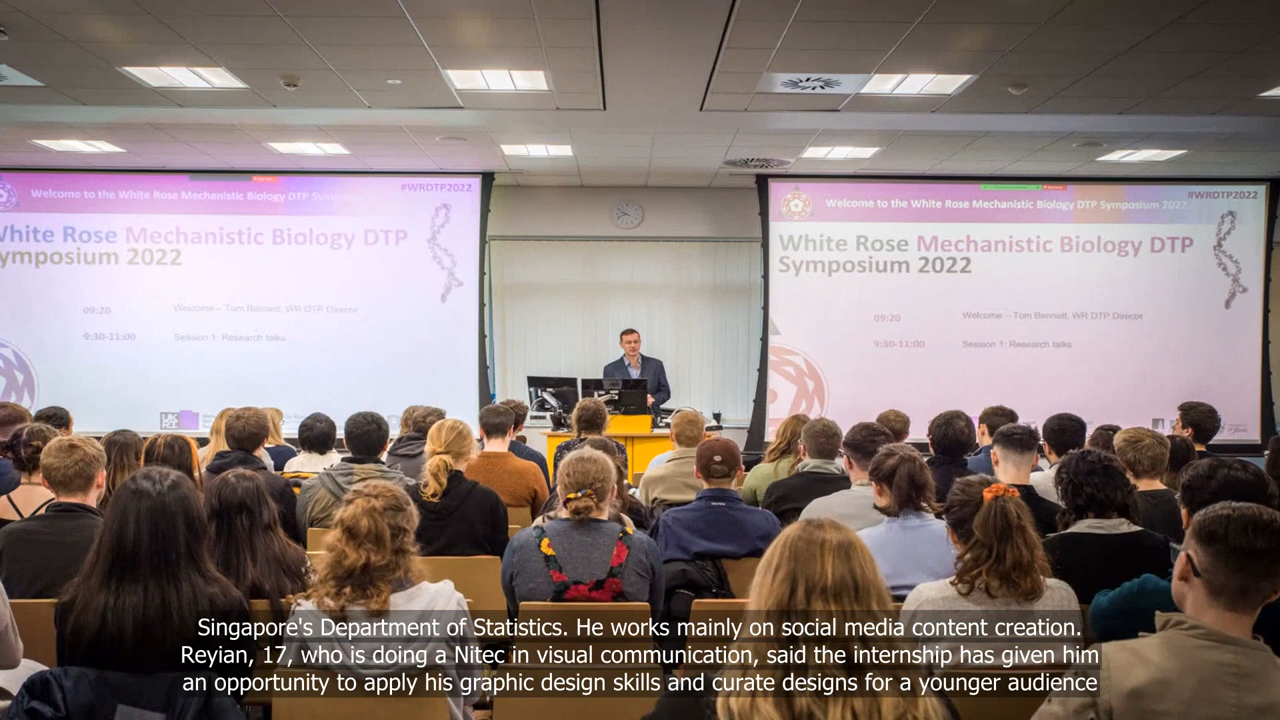 Welcome to the White Rose Mechanistic Biology DTP Symposium 2022
#WRDTP2022
White Rose Mechanistic Biology DTP
Symposium 2022
09:20 Welcome – Tom Bennett, WR DTP Director
9:30-11:00 Session 1: Research talks
UKRI
Welcome to the White Rose Mechanistic Biology DTP Symposium 2022
#WRDTP2022
White Rose Mechanistic Biology DTP
Symposium 2022
09:20 Welcome – Tom Bennett, WR DTP Director
9:30-11:00 Session 1: Research talks
Singapore's Department of Statistics. He works mainly on social media content creation.
Reyian, 17, who is doing a Nitec in visual communication, said the internship has given him
an opportunity to apply his graphic design skills and curate designs for a younger audience